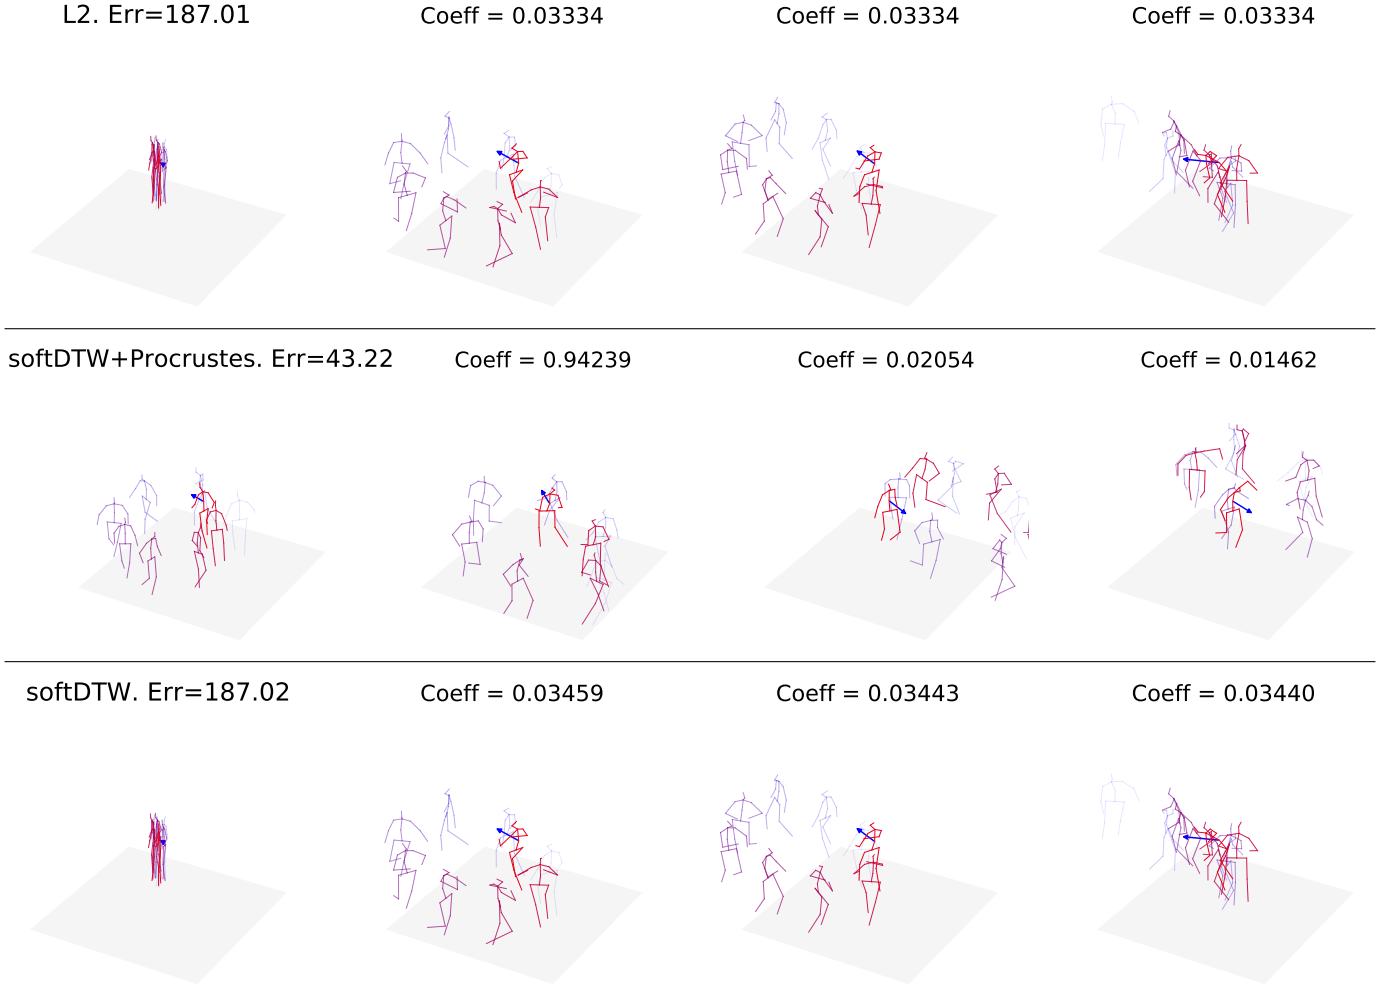 L2. Err=187.01
Coeff = 0.03334
Coeff = 0.03334
Coeff = 0.03334
softDTW+Procrustes. Err=43.22
Coeff = 0.94239
Coeff = 0.02054
Coeff = 0.01462
softDTW. Err=187.02
Coeff = 0.03459
Coeff = 0.03443
Coeff = 0.03440